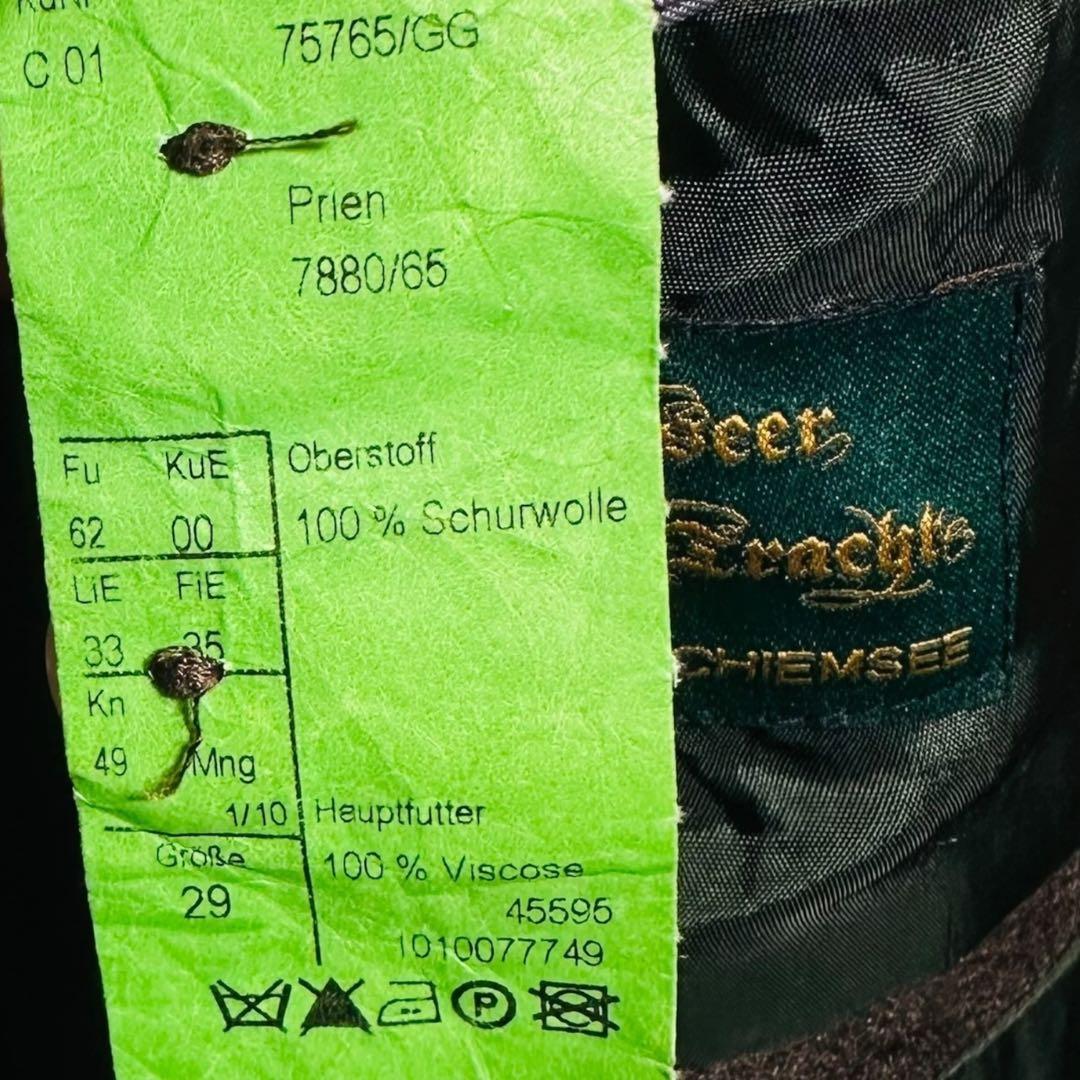 C 01
75765/GG
Prien
7880/65
Fu KuE
62 00
LiE FiE
33 35
Kn
49 Mng
1/10
Größe
29
Oberstoff
100 % Schurwolle
Hauptfutter
100 % Viscose
45595
1010077749
P
Tracht
CHIEMSEE